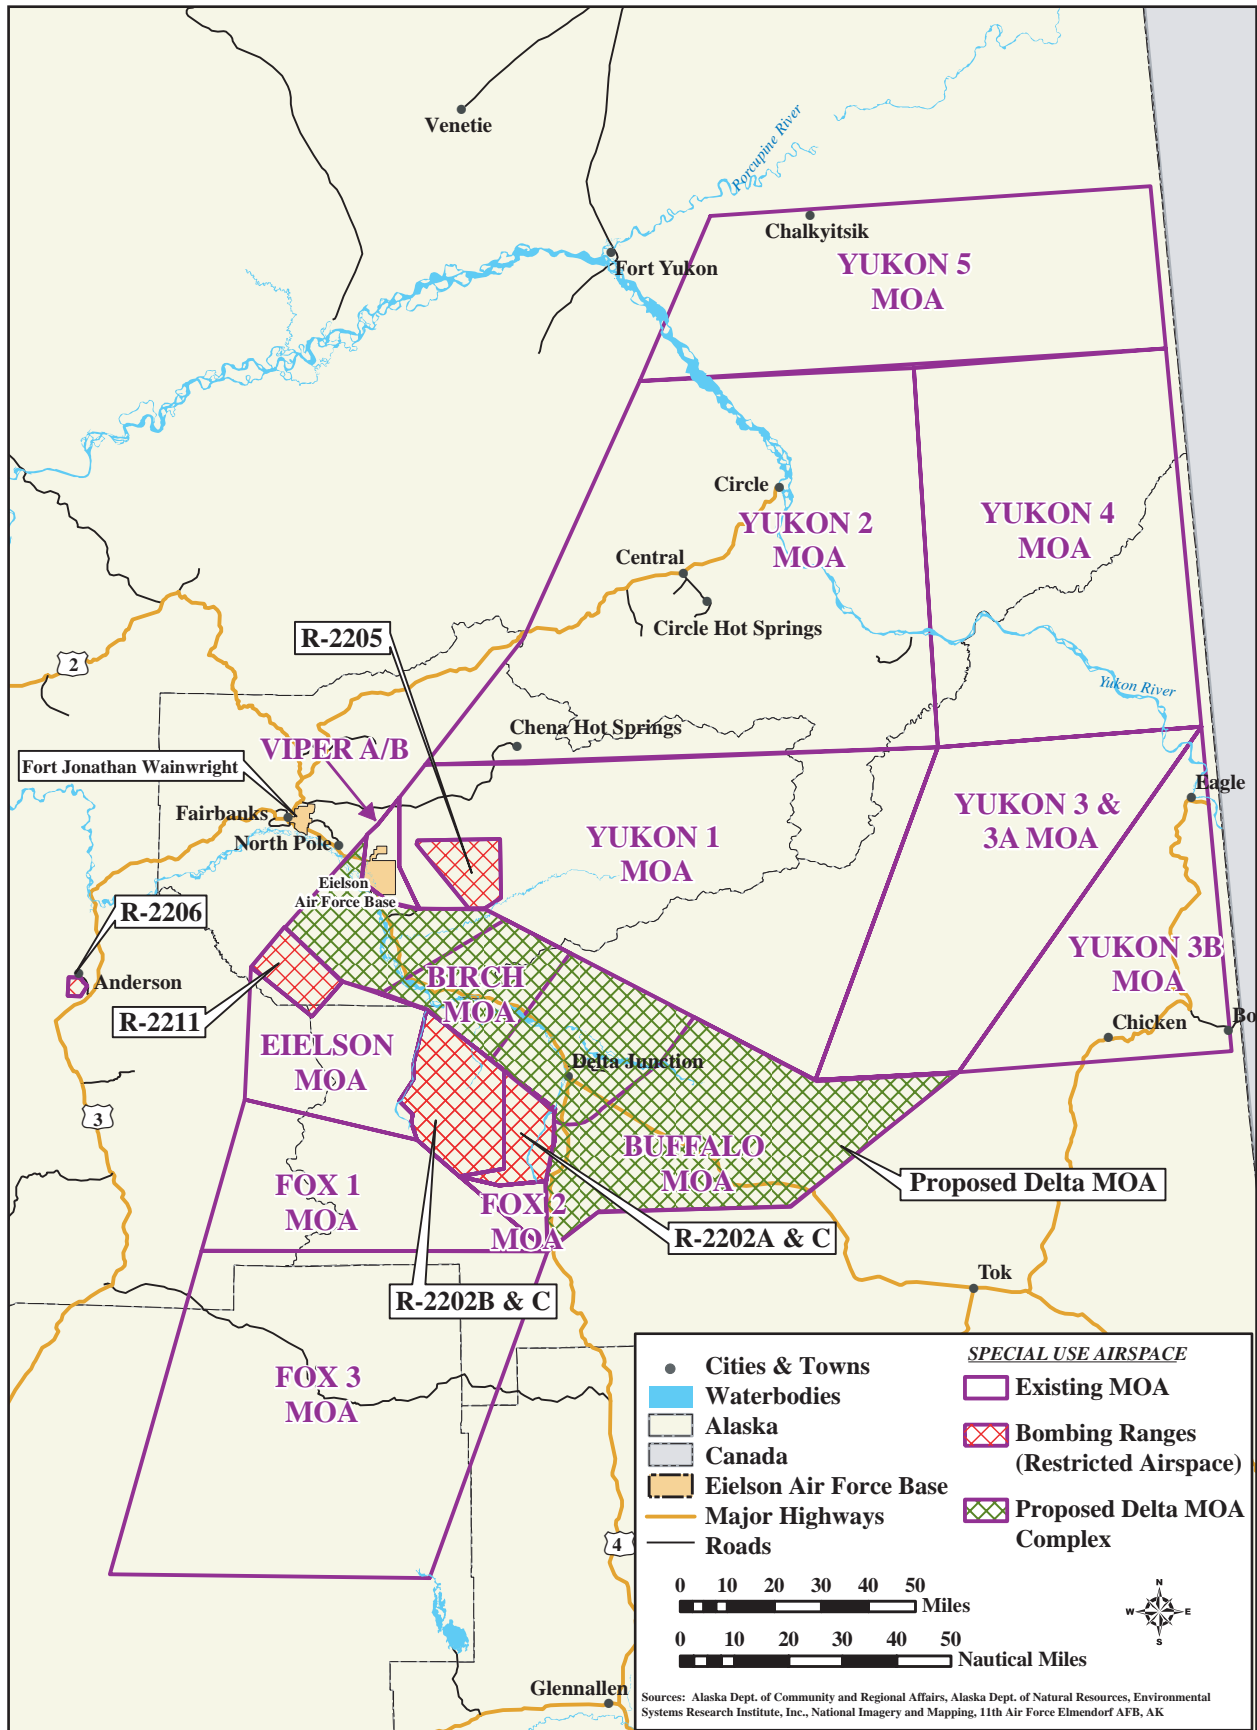 Venetie
Porcupine River
Chalkyitsik
YUKON 5
MOA
Fort Yukon
Circle
YUKON 2
MOA
YUKON 4
MOA
Central
Circle Hot Springs
R-2205
2
Yukon River
Chena Hot Springs
VIPER A/B
Fort Jonathan Wainwright
Eagle
Fairbanks
YUKON 3 &
3A MOA
North Pole
YUKON 1
MOA
Eielson
Air Force Base
R-2206
YUKON 3B
MOA
Anderson
BIRCH
MOA
R-2211
Bo
Chicken
EIELSON
MOA
Delta Junction
3
BUFFALO
MOA
Proposed Delta MOA
FOX 1
MOA
FOX 2
MOA
R-2202A & C
Tok
R-2202B & C
FOX 3
MOA
4
Glennallen
Cities & Towns
Waterbodies
Alaska
Canada
Eielson Air Force Base
Major Highways
Roads
SPECIAL USE AIRSPACE
Existing MOA
Bombing Ranges
(Restricted Airspace)
Proposed Delta MOA
Complex
0 10 20 30 40 50
Miles
0 10 20 30 40 50
Nautical Miles
N
W E
S
Sources: Alaska Dept. of Community and Regional Affairs, Alaska Dept. of Natural Resources, Environmental
Systems Research Institute, Inc., National Imagery and Mapping, 11th Air Force Elmendorf AFB, AK